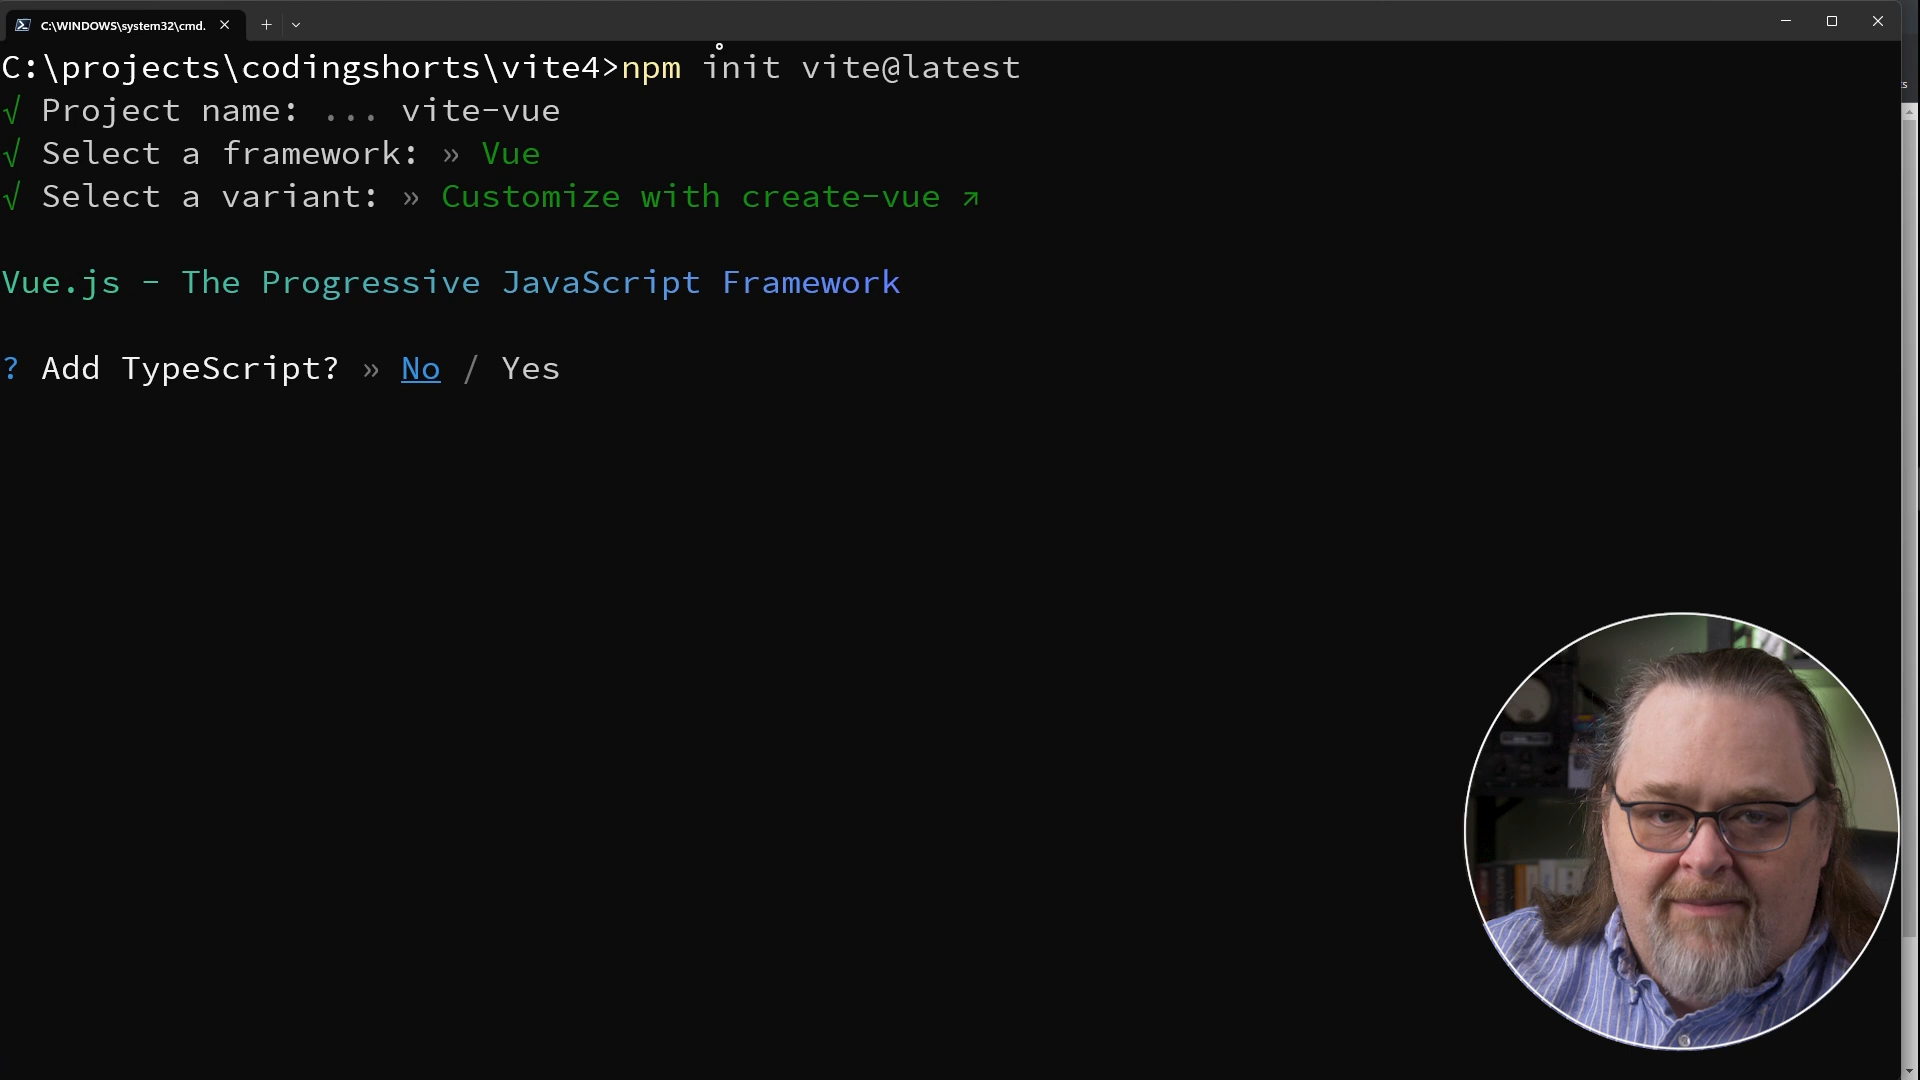 C:\WINDOWS\system32\cmd.
C:\projects\codingshorts\vite4>npm init vite@latest
√ Project name: ... vite-vue
√ Select a framework: » Vue
√ Select a variant: » Customize with create-vue ↗
Vue.js - The Progressive JavaScript Framework
? Add TypeScript? » No / Yes